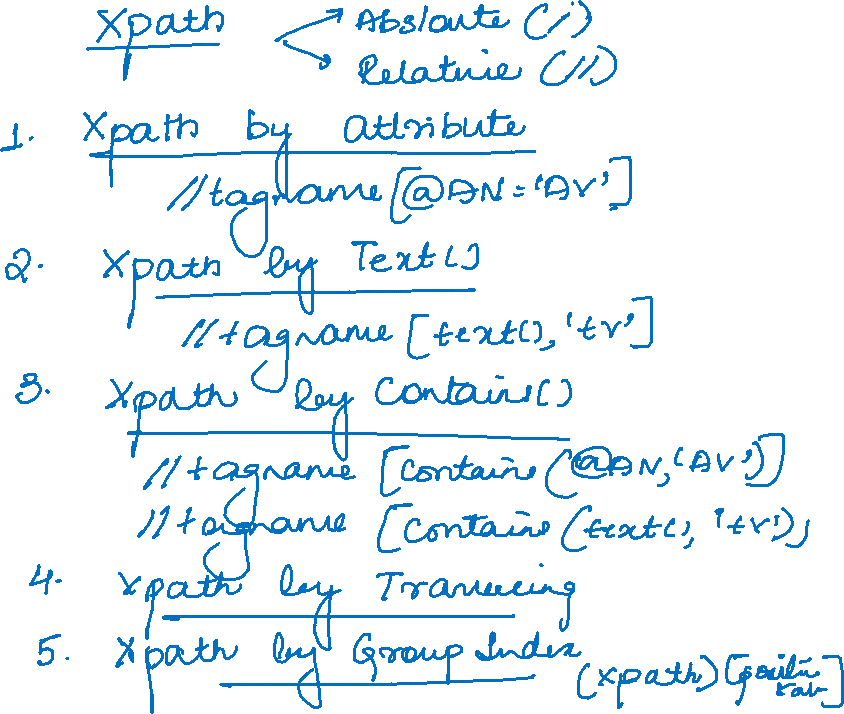 Xpath → Absloute (/)
→ Relative (//)
1. Xpath by Attribute
//tagname[@AN='AV']
2. Xpath by Text()
//tagname[text(),'tv']
3. Xpath by Contains()
//tagname[contains(@AN,'AV')]
//tagname[contains(text(),'tv')]
4. Xpath by Traversing
5. Xpath by Group Index
(xpath)[position